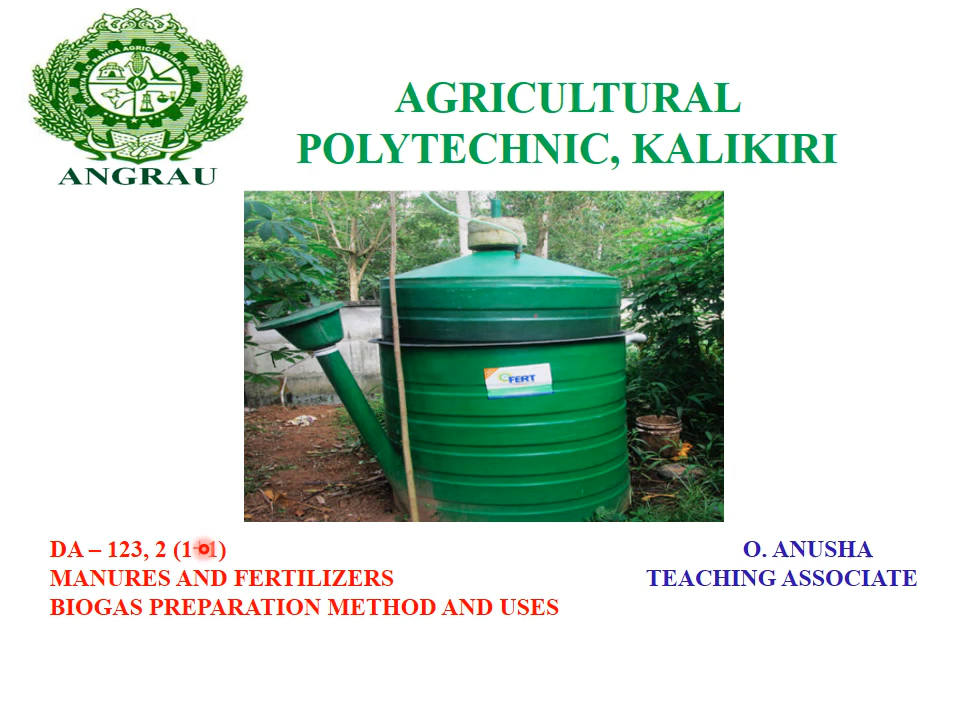 ANGRAU
AGRICULTURAL
POLYTECHNIC, KALIKIRI
FERT
DA – 123, 2 (1+1)
MANURES AND FERTILIZERS
BIOGAS PREPARATION METHOD AND USES
O. ANUSHA
TEACHING ASSOCIATE